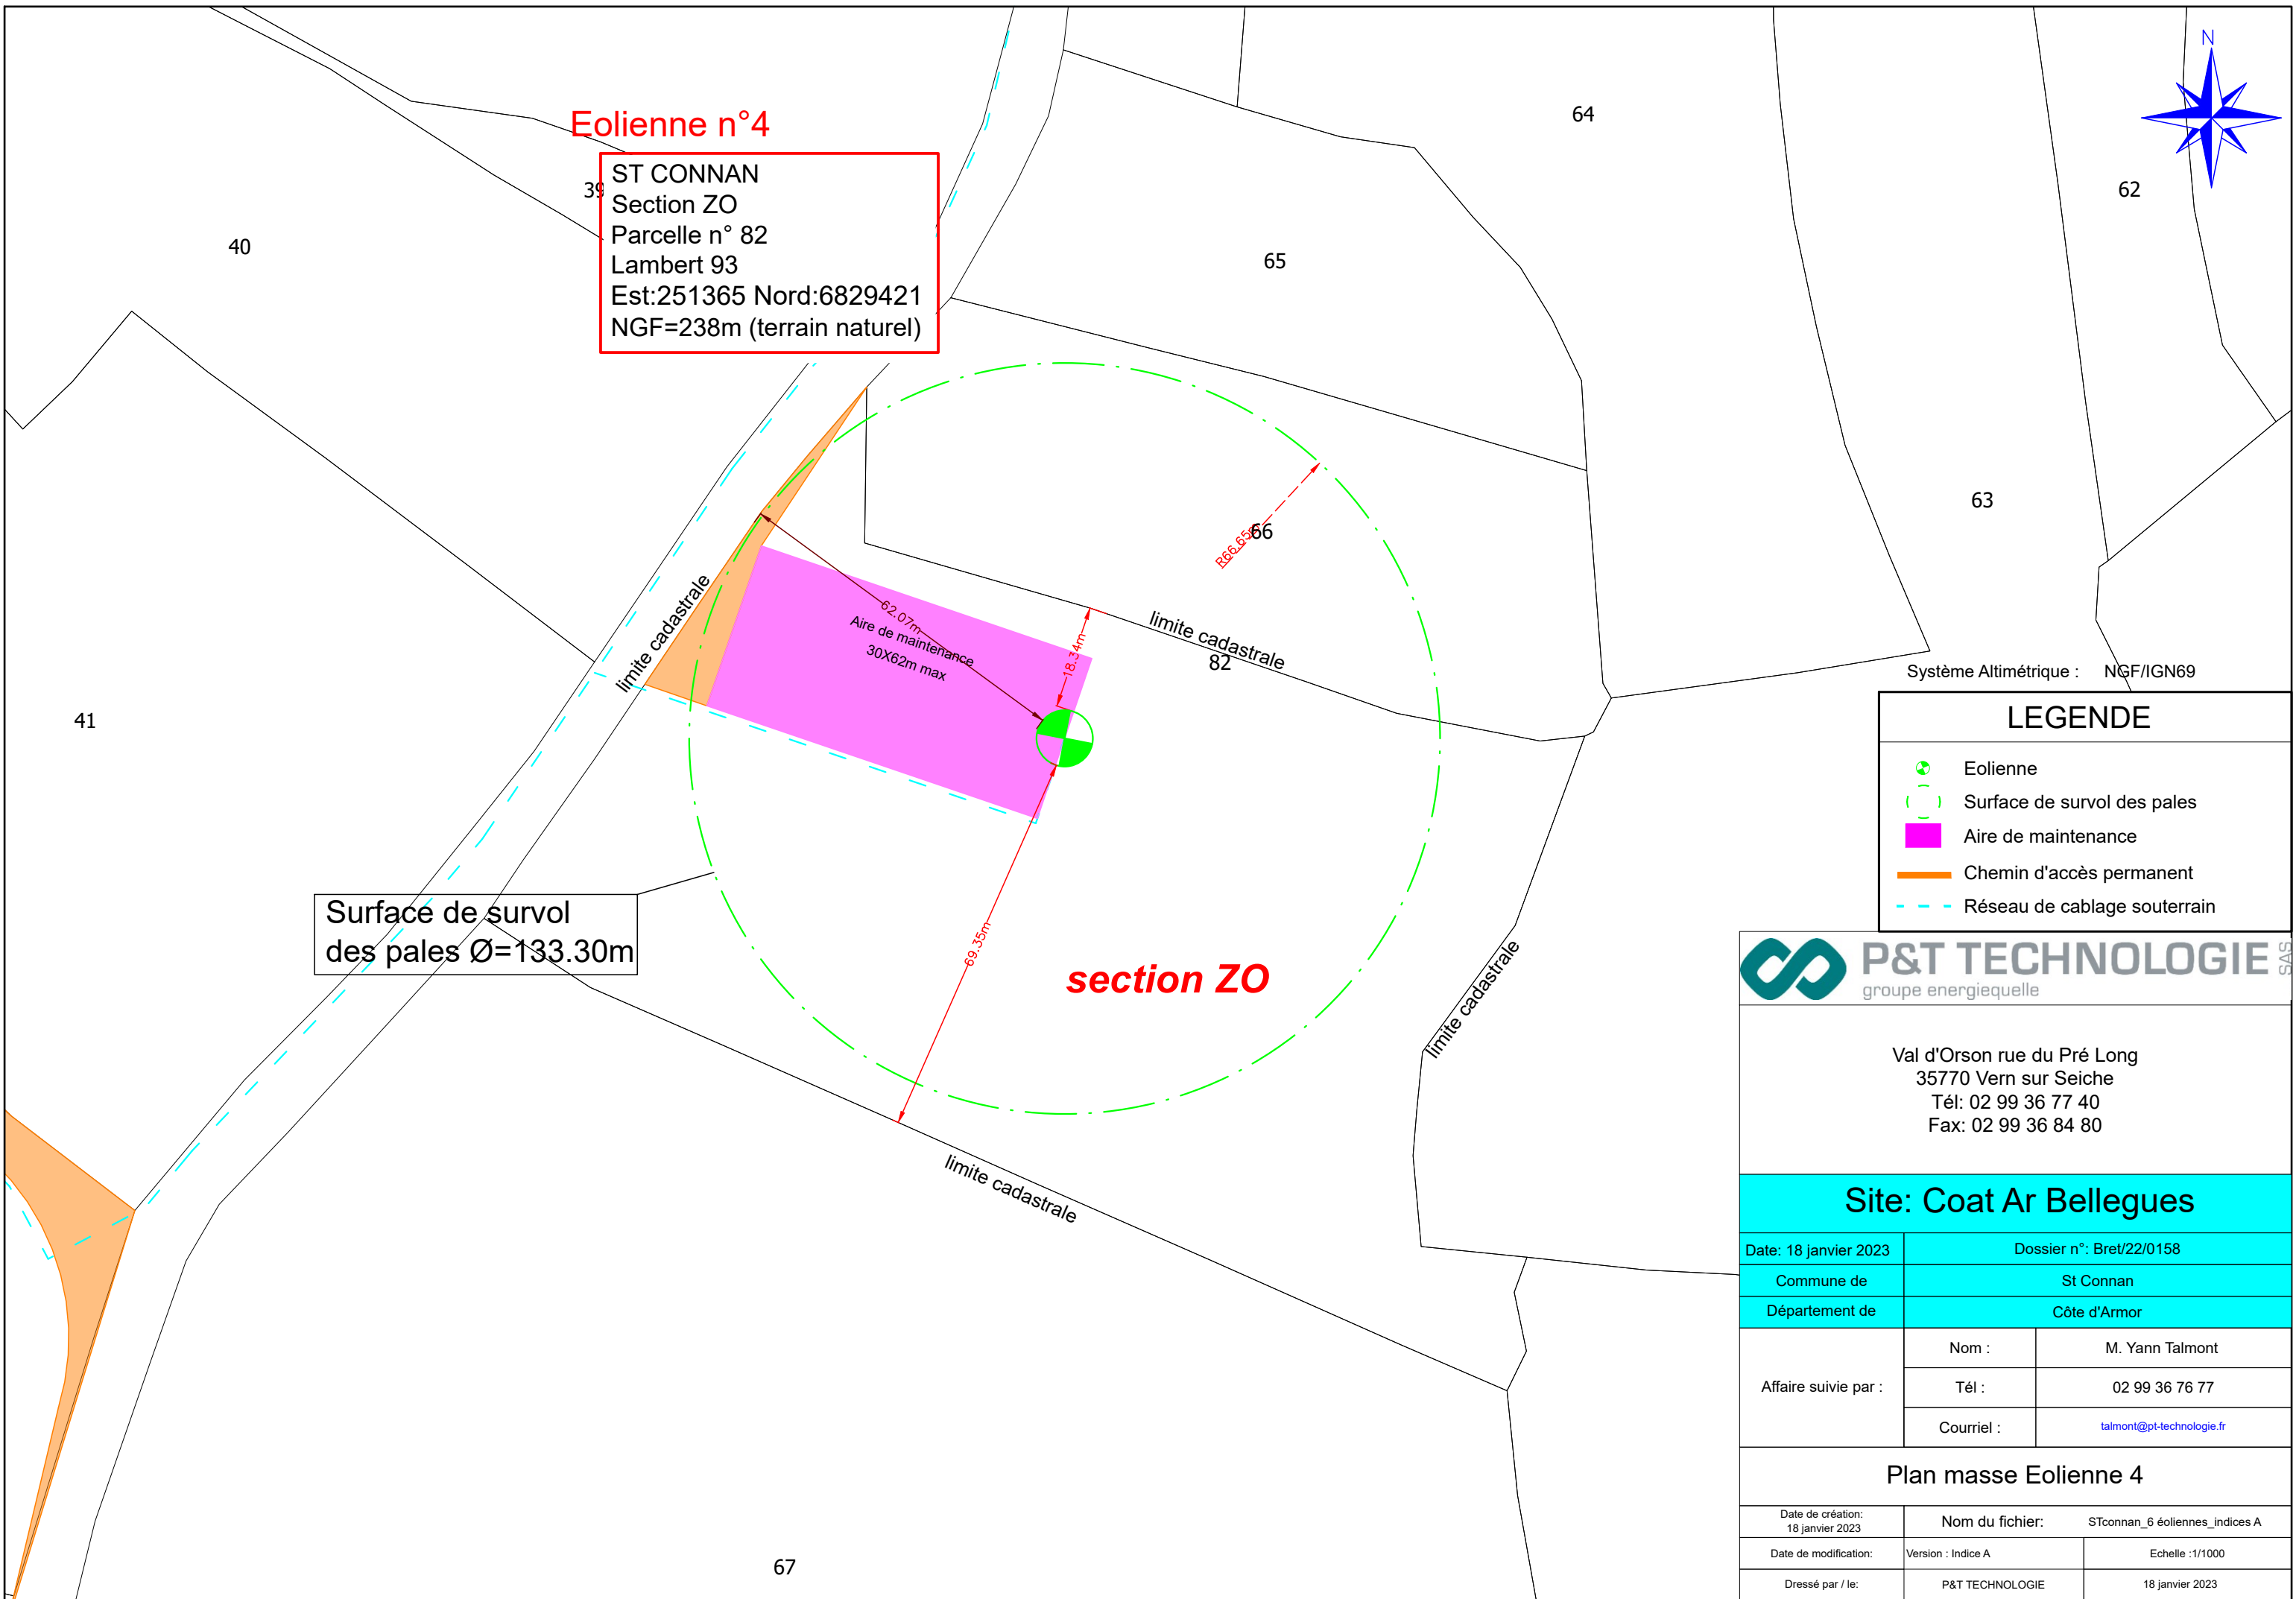 N
Eolienne n°4
ST CONNAN
Section ZO
Parcelle n° 82
Lambert 93
Est:251365 Nord:6829421
NGF=238m (terrain naturel)
39
40
64
62
65
63
66
R66.65m
62.07m
Aire de maintenance
30X62m max
18.34m
limite cadastrale
limite cadastrale
82
41
Surface de survol
des pales Ø=133.30m
69.35m
section ZO
limite cadastrale
limite cadastrale
67
Système Altimétrique : NGF/IGN69
LEGENDE
Eolienne
Surface de survol des pales
Aire de maintenance
Chemin d'accès permanent
Réseau de cablage souterrain
P&T TECHNOLOGIE SAS
groupe energiequelle
Val d'Orson rue du Pré Long
35770 Vern sur Seiche
Tél: 02 99 36 77 40
Fax: 02 99 36 84 80
Site: Coat Ar Bellegues
Date: 18 janvier 2023 Dossier n°: Bret/22/0158
Commune de St Connan
Département de Côte d'Armor
Affaire suivie par :
Nom : M. Yann Talmont
Tél : 02 99 36 76 77
Courriel : talmont@pt-technologie.fr
Plan masse Eolienne 4
Date de création:
18 janvier 2023
Nom du fichier: STconnan_6 éoliennes_indices A
Date de modification: Version : Indice A Echelle :1/1000
Dressé par / le: P&T TECHNOLOGIE 18 janvier 2023